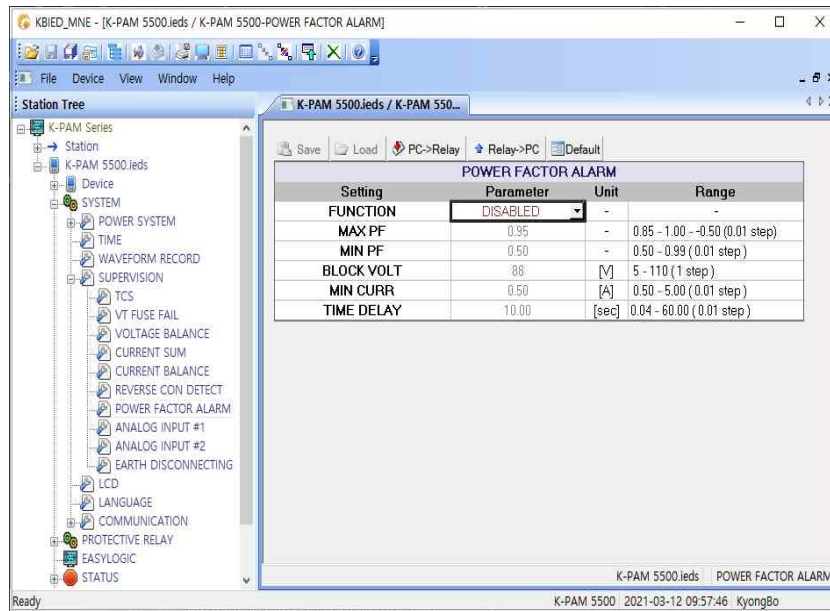 KBIED_MNE - [K-PAM 5500.ieds / K-PAM 5500-POWER FACTOR ALARM]
File Device View Window Help
Station Tree
K-PAM Series
Station
K-PAM 5500.ieds
Device
SYSTEM
POWER SYSTEM
TIME
WAVEFORM RECORD
SUPERVISION
TCS
VT FUSE FAIL
VOLTAGE BALANCE
CURRENT SUM
CURRENT BALANCE
REVERSE CON DETECT
POWER FACTOR ALARM
ANALOG INPUT #1
ANALOG INPUT #2
EARTH DISCONNECTING
LCD
LANGUAGE
COMMUNICATION
PROTECTIVE RELAY
EASYLOGIC
STATUS
K-PAM 5500.ieds / K-PAM 550...
Save Load PC->Relay Relay->PC Default
POWER FACTOR ALARM
Setting Parameter Unit Range
FUNCTION DISABLED - -
MAX PF 0.95 - 0.85 - 1.00 - -0.50 (0.01 step)
MIN PF 0.50 - 0.50 - 0.99 ( 0.01 step )
BLOCK VOLT 88 [V] 5 - 110 ( 1 step )
MIN CURR 0.50 [A] 0.50 - 5.00 ( 0.01 step )
TIME DELAY 10.00 [sec] 0.04 - 60.00 ( 0.01 step )
K-PAM 5500.ieds POWER FACTOR ALARM
Ready K-PAM 5500 2021-03-12 09:57:46 KyongBo